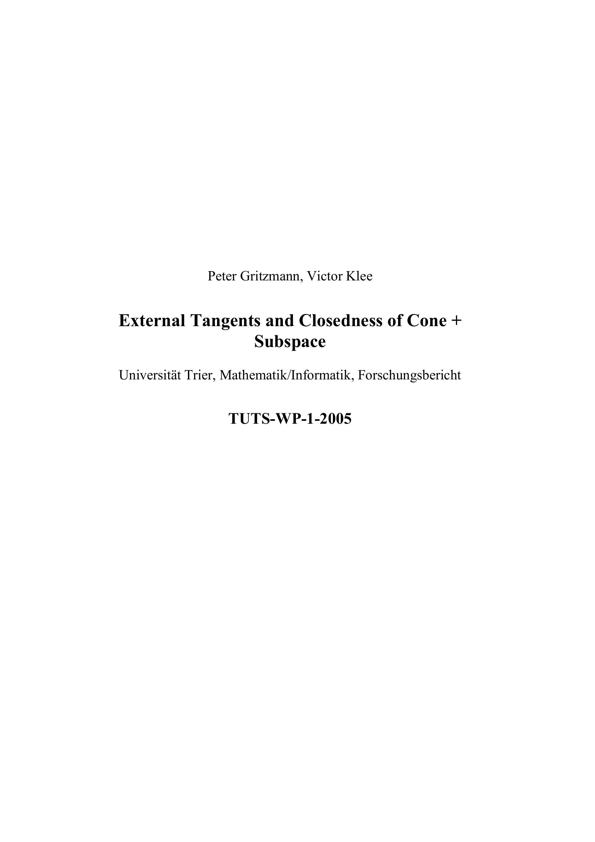 Peter Gritzmann, Victor Klee
External Tangents and Closedness of Cone +
Subspace
Universität Trier, Mathematik/Informatik, Forschungsbericht
TUTS-WP-1-2005